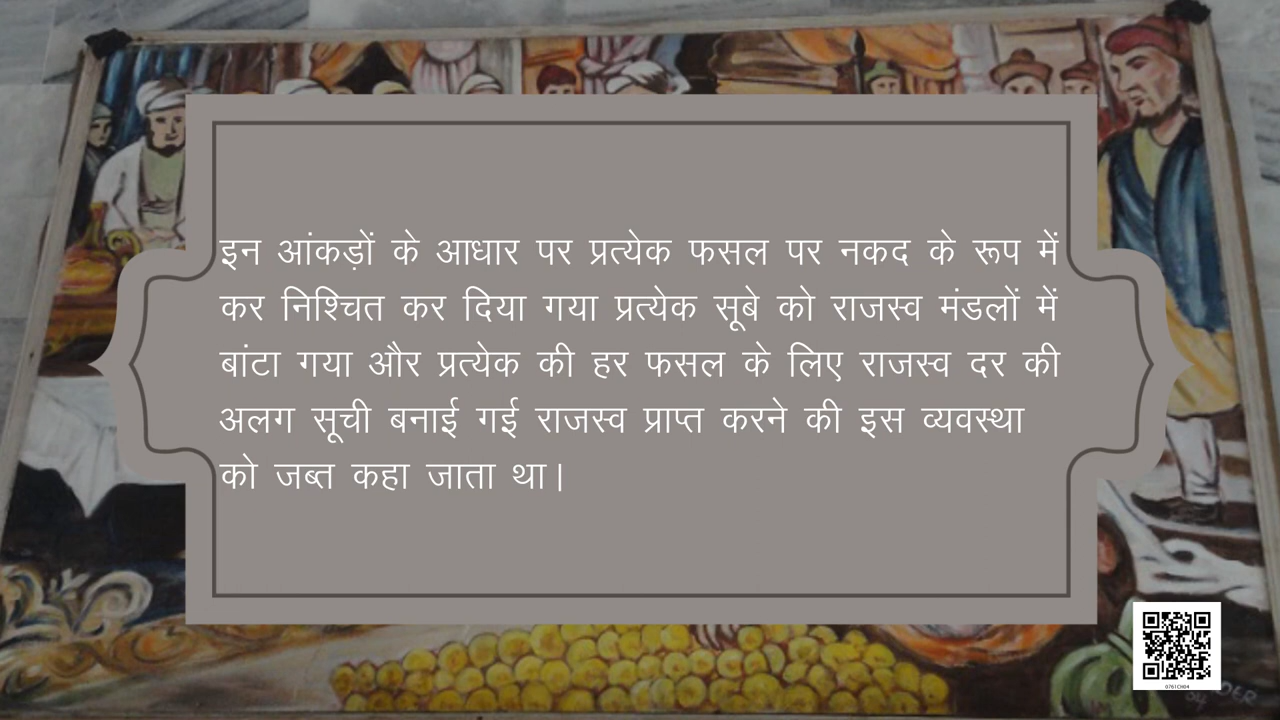 इन आंकड़ों के आधार पर प्रत्येक फसल पर नकद के रूप में
कर निश्चित कर दिया गया प्रत्येक सूबे को राजस्व मंडलों में
बांटा गया और प्रत्येक की हर फसल के लिए राजस्व दर की
अलग सूची बनाई गई राजस्व प्राप्त करने की इस व्यवस्था
को जब्त कहा जाता था।
0761CH04